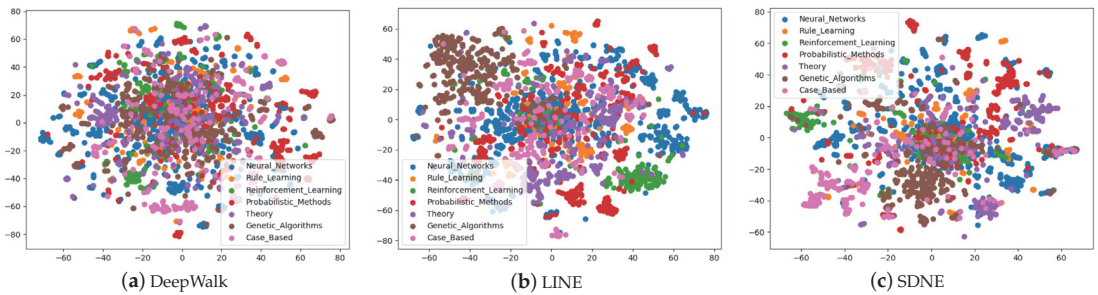 80
60
40
20
0
−20
−40
−60
−80
−60
−40
−20
0
20
40
60
80
Neural_Networks
Rule_Learning
Reinforcement_Learning
Probabilistic_Methods
Theory
Genetic_Algorithms
Case_Based
(a) DeepWalk
80
60
40
20
0
−20
−40
−60
−80
−60
−40
−20
0
20
40
60
80
Neural_Networks
Rule_Learning
Reinforcement_Learning
Probabilistic_Methods
Theory
Genetic_Algorithms
Case_Based
(b) LINE
80
60
40
20
0
−20
−40
−60
−60
−40
−20
0
20
40
60
Neural_Networks
Rule_Learning
Reinforcement_Learning
Probabilistic_Methods
Theory
Genetic_Algorithms
Case_Based
(c) SDNE